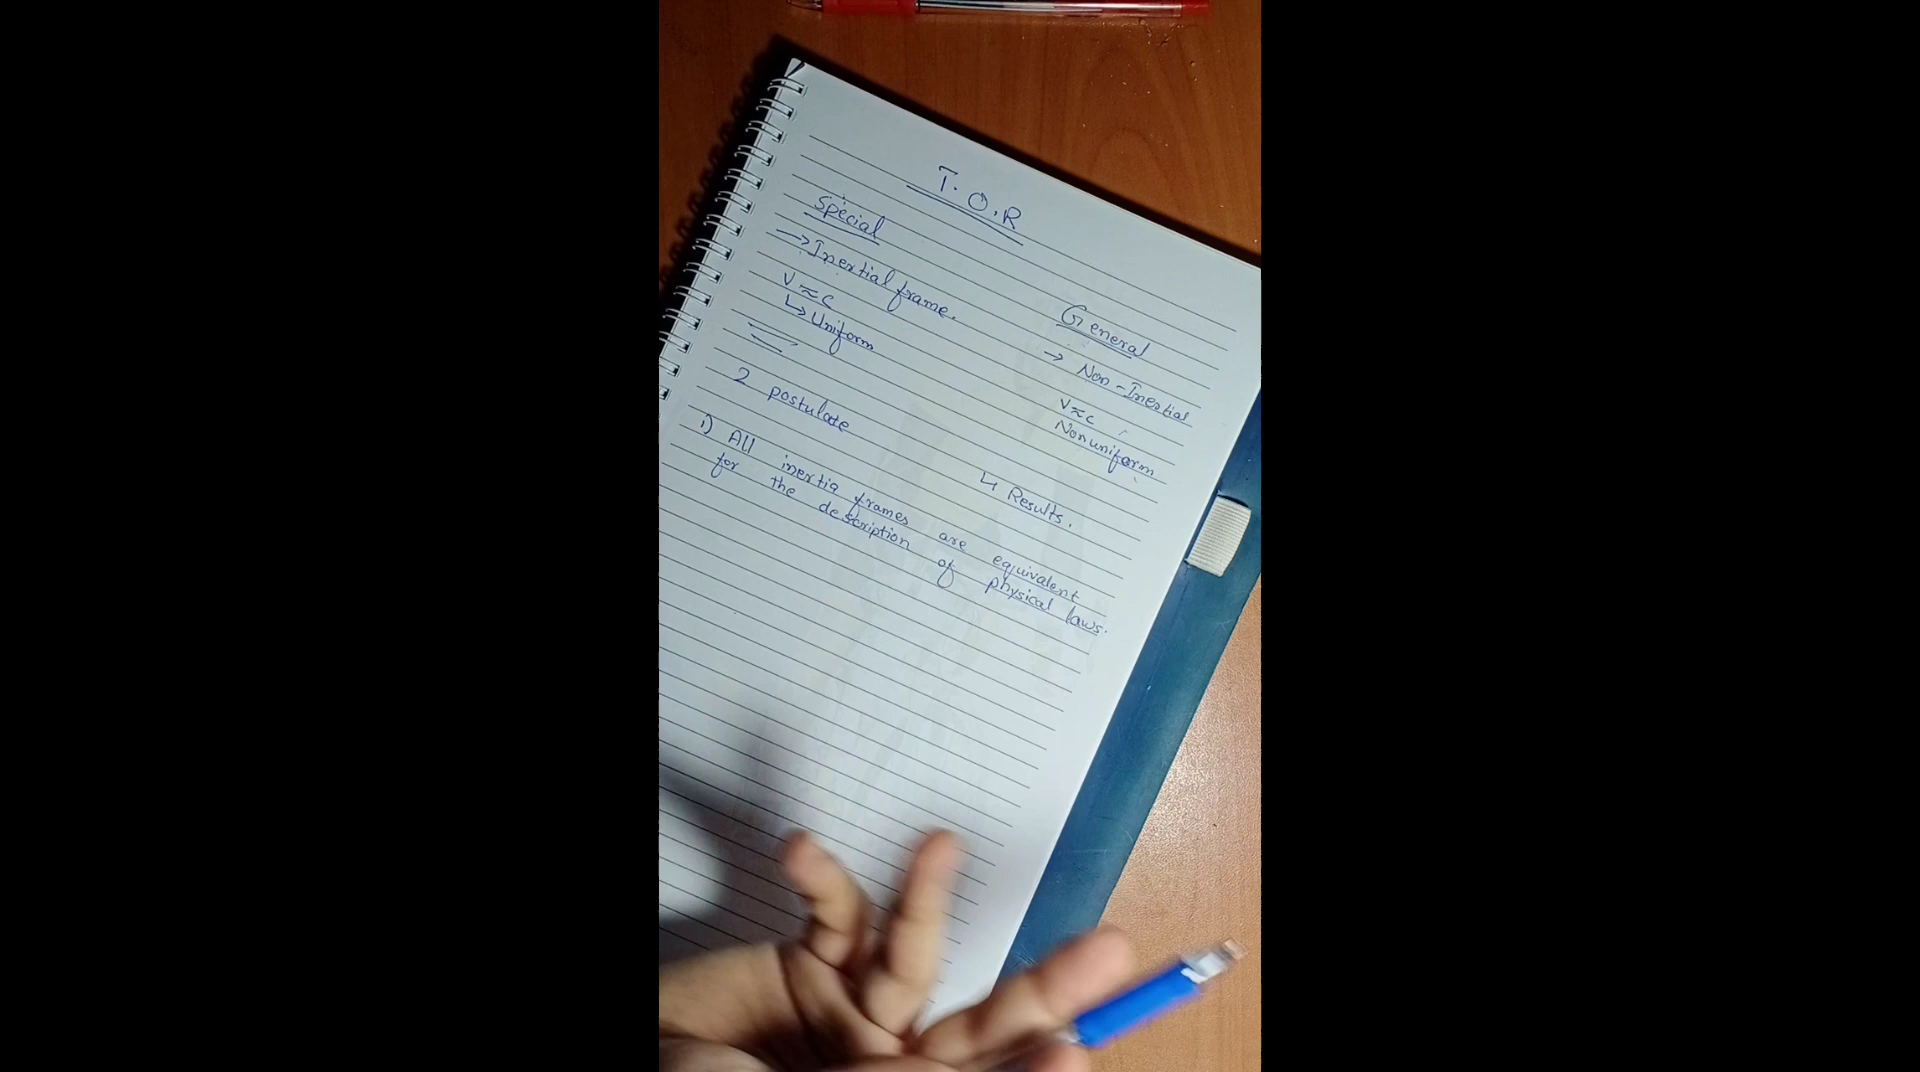 T.O.R
Special
→ Inertial frame.
V ≈ c
↳ Uniform
General
→ Non-Inertial
V ≈ c
Nonuniform
2 postulate
↳ Results.
1) All inertia frames are equivalent
for the description of physical laws.